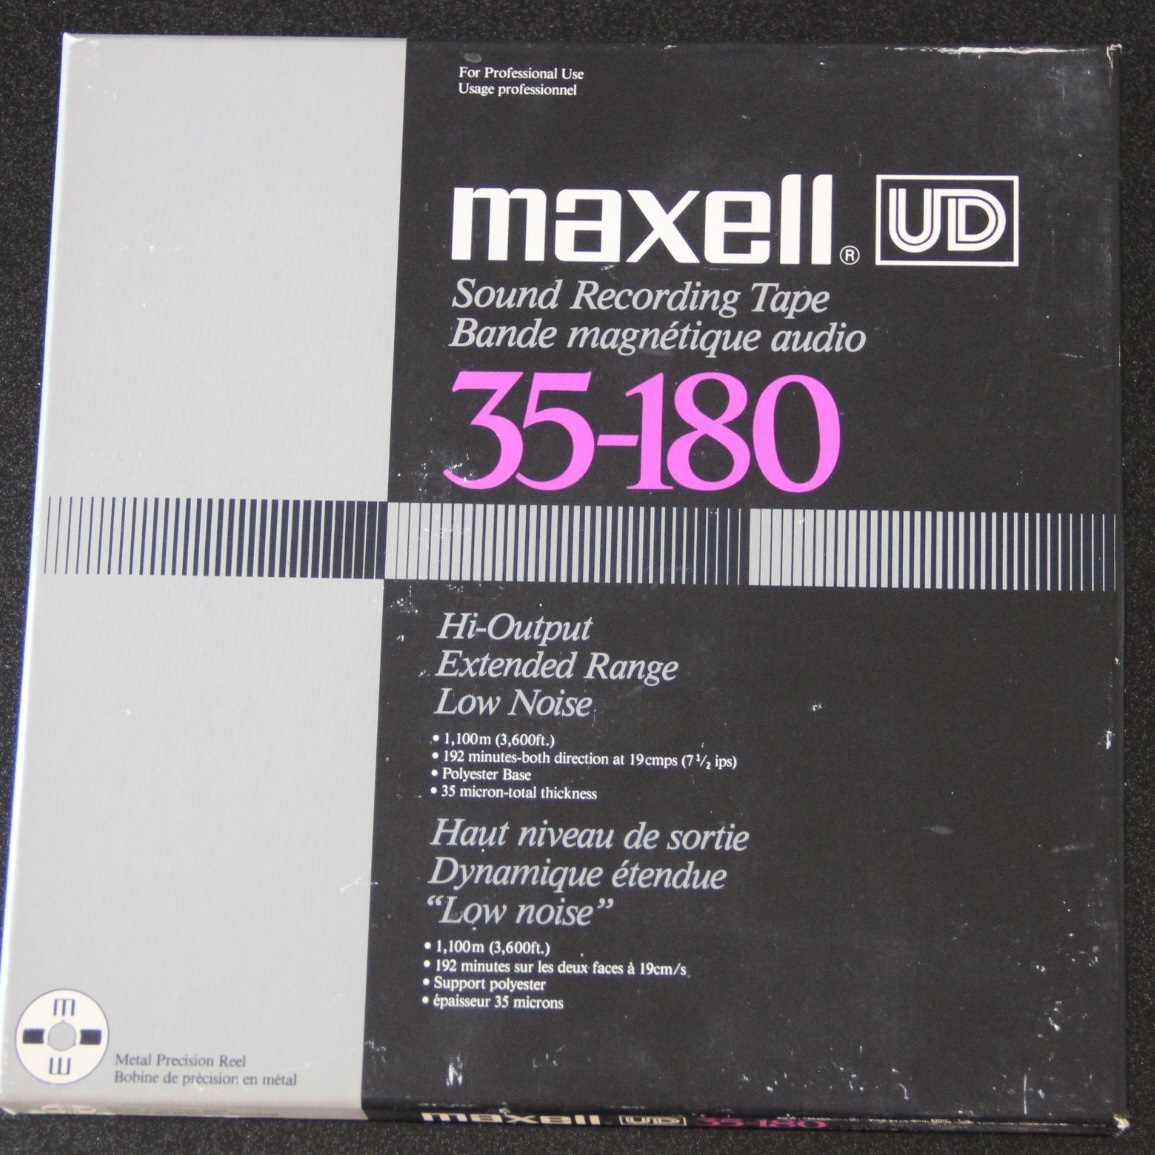 For Professional Use
Usage professionnel
maxell® UD
Sound Recording Tape
Bande magnétique audio
35-180
Hi-Output
Extended Range
Low Noise
• 1,100m (3,600ft.)
• 192 minutes-both direction at 19cmps (7 1/2 ips)
• Polyester Base
• 35 micron-total thickness
Haut niveau de sortie
Dynamique étendue
“Low noise”
• 1,100m (3,600ft.)
• 192 minutes sur les deux faces à 19cm/s
• Support polyester
• épaisseur 35 microns
m
m
Metal Precision Reel
Bobine de précision en métal
maxell UD 35-180